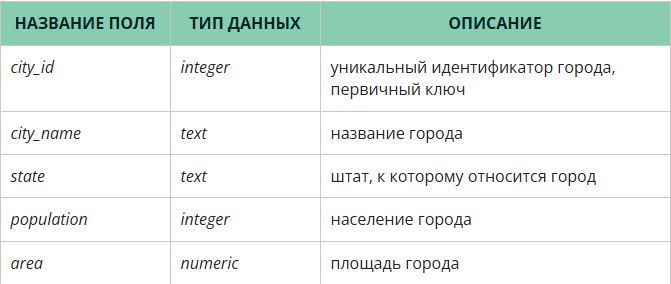 НАЗВАНИЕ ПОЛЯ ТИП ДАННЫХ ОПИСАНИЕ
city_id integer уникальный идентификатор города,
первичный ключ
city_name text название города
state text штат, к которому относится город
population integer население города
area numeric площадь города